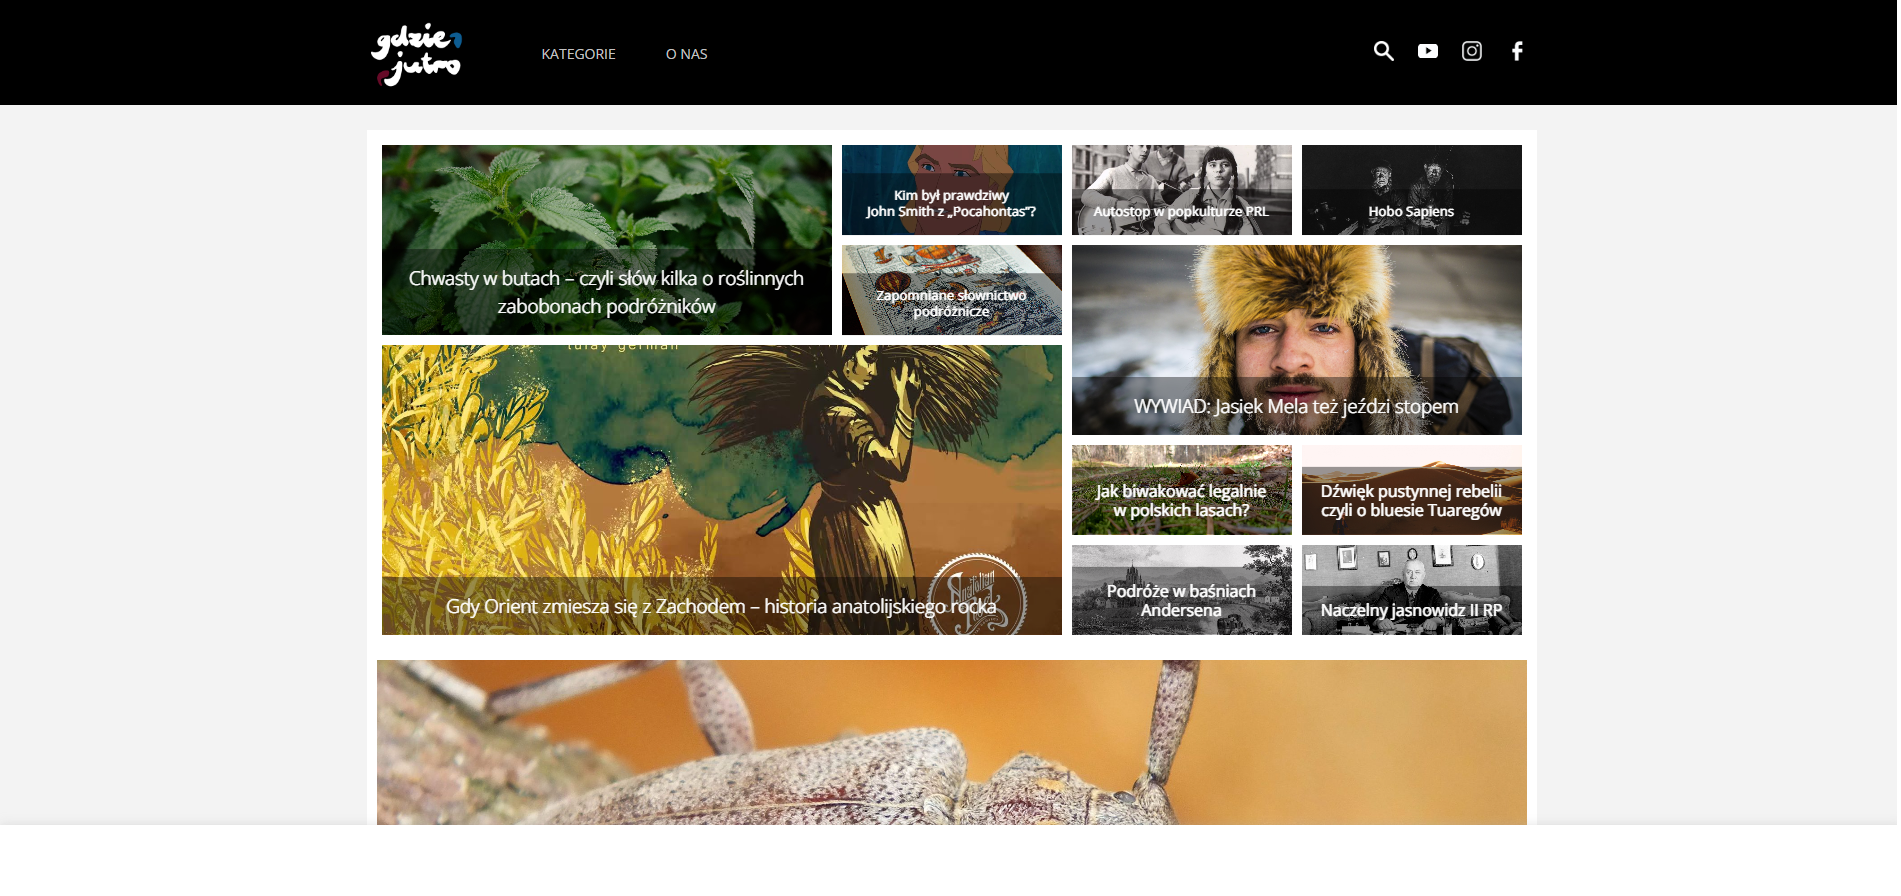 gdzie
jutro
KATEGORIE
O NAS
Chwasty w butach – czyli słów kilka o roślinnych
zabobonach podróżników
Kim był prawdziwy
John Smith z „Pocahontas”?
Autostop w popkulturze PRL
Hobo Sapiens
Zapomniane słownictwo
podróżnicze
WYWIAD: Jasiek Mela też jeździ stopem
tulay german
Gdy Orient zmiesza się z Zachodem – historia anatolijskiego rocka
Jak biwakować legalnie
w polskich lasach?
Dźwięk pustynnej rebelii
czyli o bluesie Tuaregów
Podróże w baśniach
Andersena
Naczelny jasnowidz II RP